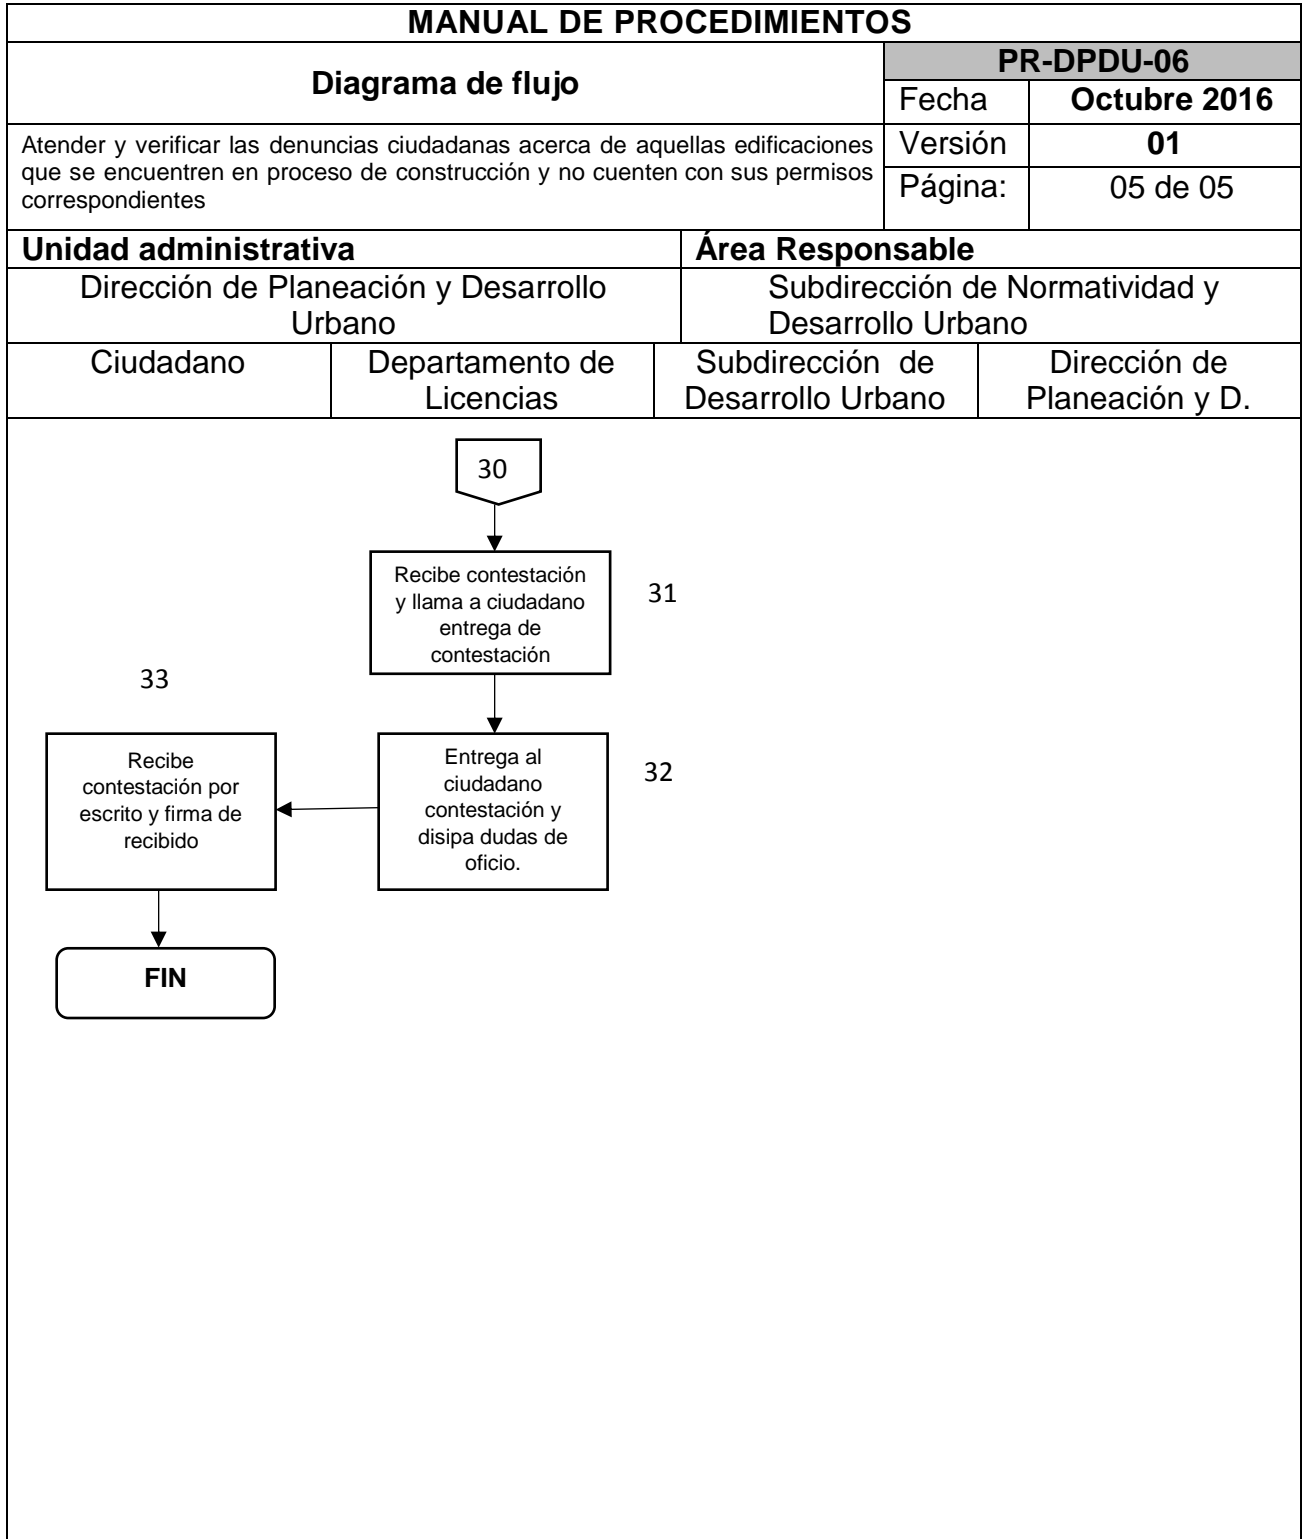 MANUAL DE PROCEDIMIENTOS
Diagrama de flujo
PR-DPDU-06
Fecha
Octubre 2016
Atender y verificar las denuncias ciudadanas acerca de aquellas edificaciones
que se encuentren en proceso de construcción y no cuenten con sus permisos
correspondientes
Versión
01
Página:
05 de 05
Unidad administrativa
Área Responsable
Dirección de Planeación y Desarrollo
Urbano
Subdirección de Normatividad y
Desarrollo Urbano
Ciudadano
Departamento de
Licencias
Subdirección de
Desarrollo Urbano
Dirección de
Planeación y D.
30
Recibe contestación
y llama a ciudadano
entrega de
contestación
31
33
Recibe
contestación por
escrito y firma de
recibido
Entrega al
ciudadano
contestación y
disipa dudas de
oficio.
32
FIN